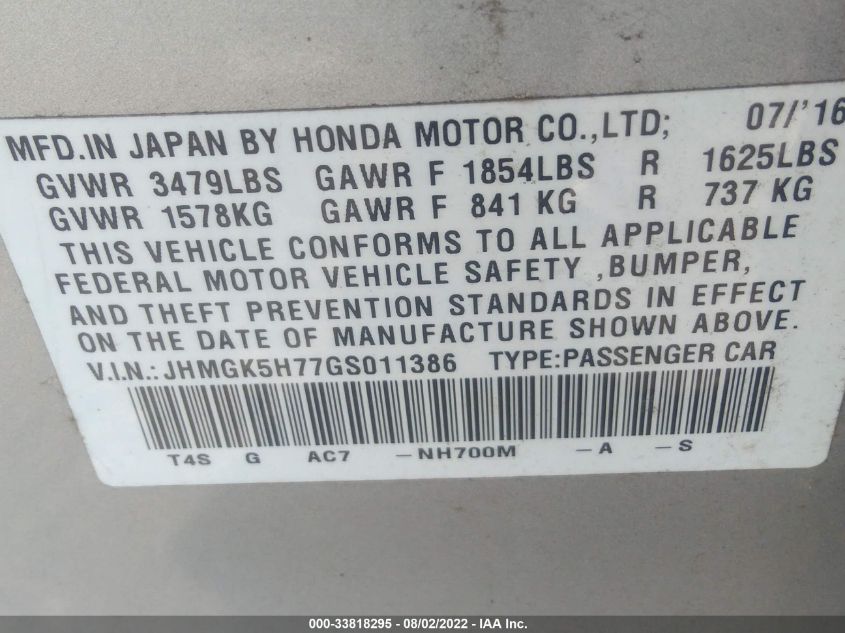 MFD.IN JAPAN BY HONDA MOTOR CO.,LTD; 07/'16
GVWR 3479LBS GAWR F 1854LBS R 1625LBS
GVWR 1578KG GAWR F 841 KG R 737 KG
THIS VEHICLE CONFORMS TO ALL APPLICABLE
FEDERAL MOTOR VEHICLE SAFETY ,BUMPER,
AND THEFT PREVENTION STANDARDS IN EFFECT
ON THE DATE OF MANUFACTURE SHOWN ABOVE.
V.I.N.: JHMGK5H77GS011386 TYPE:PASSENGER CAR
T4S G AC7 –NH700M –A –S
000-33818295 - 08/02/2022 - IAA Inc.